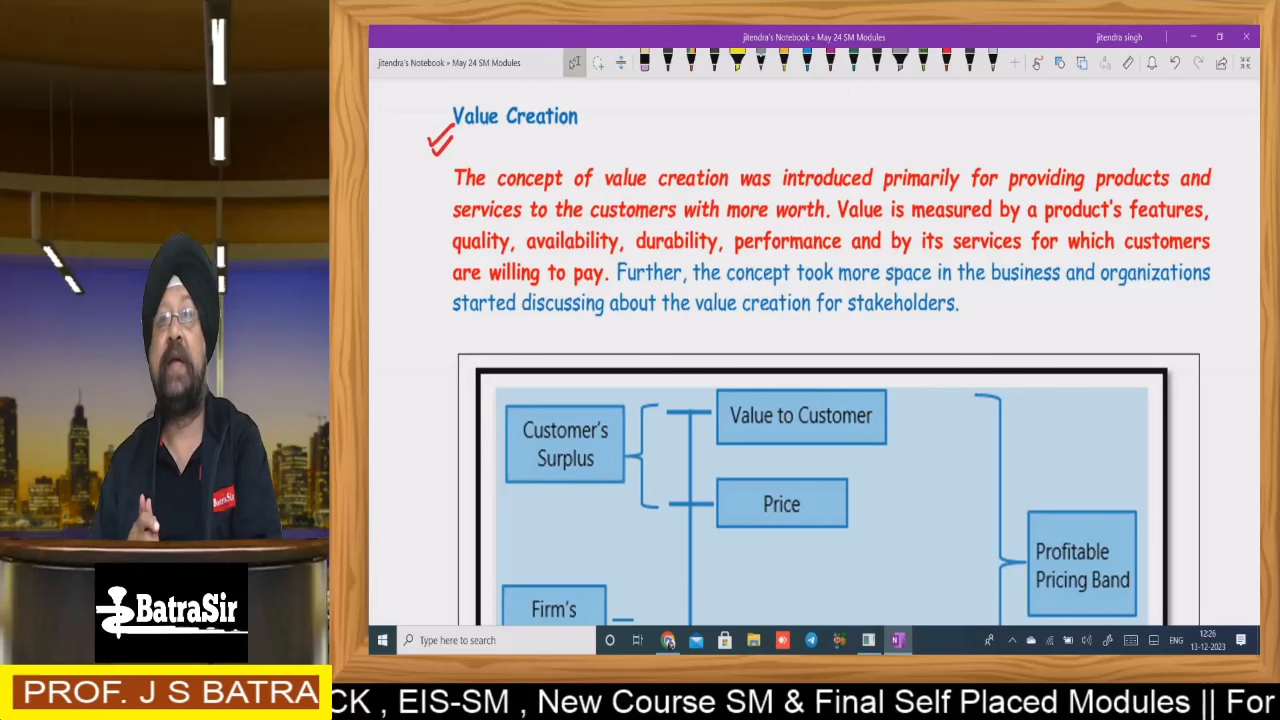 jitendra's Notebook » May 24 SM Modules
jitendra singh
jitendra's Notebook » May 24 SM Modules
Value Creation
The concept of value creation was introduced primarily for providing products and
services to the customers with more worth. Value is measured by a product's features,
quality, availability, durability, performance and by its services for which customers
are willing to pay. Further, the concept took more space in the business and organizations
started discussing about the value creation for stakeholders.
Customer's
Surplus
Value to Customer
Price
Profitable
Pricing Band
Firm's
BatraSir
BatraSir
Type here to search
ENG
12:26
13-12-2023
PROF. J S BATRA
CK , EIS-SM , New Course SM & Final Self Placed Modules || For